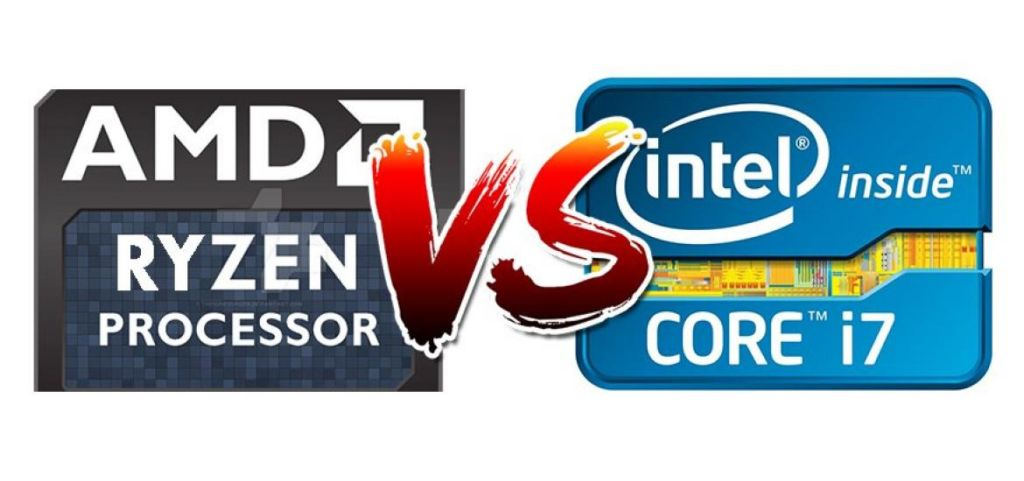 AMD
RYZEN
PROCESSOR
VS
intel® inside™
CORE™ i7